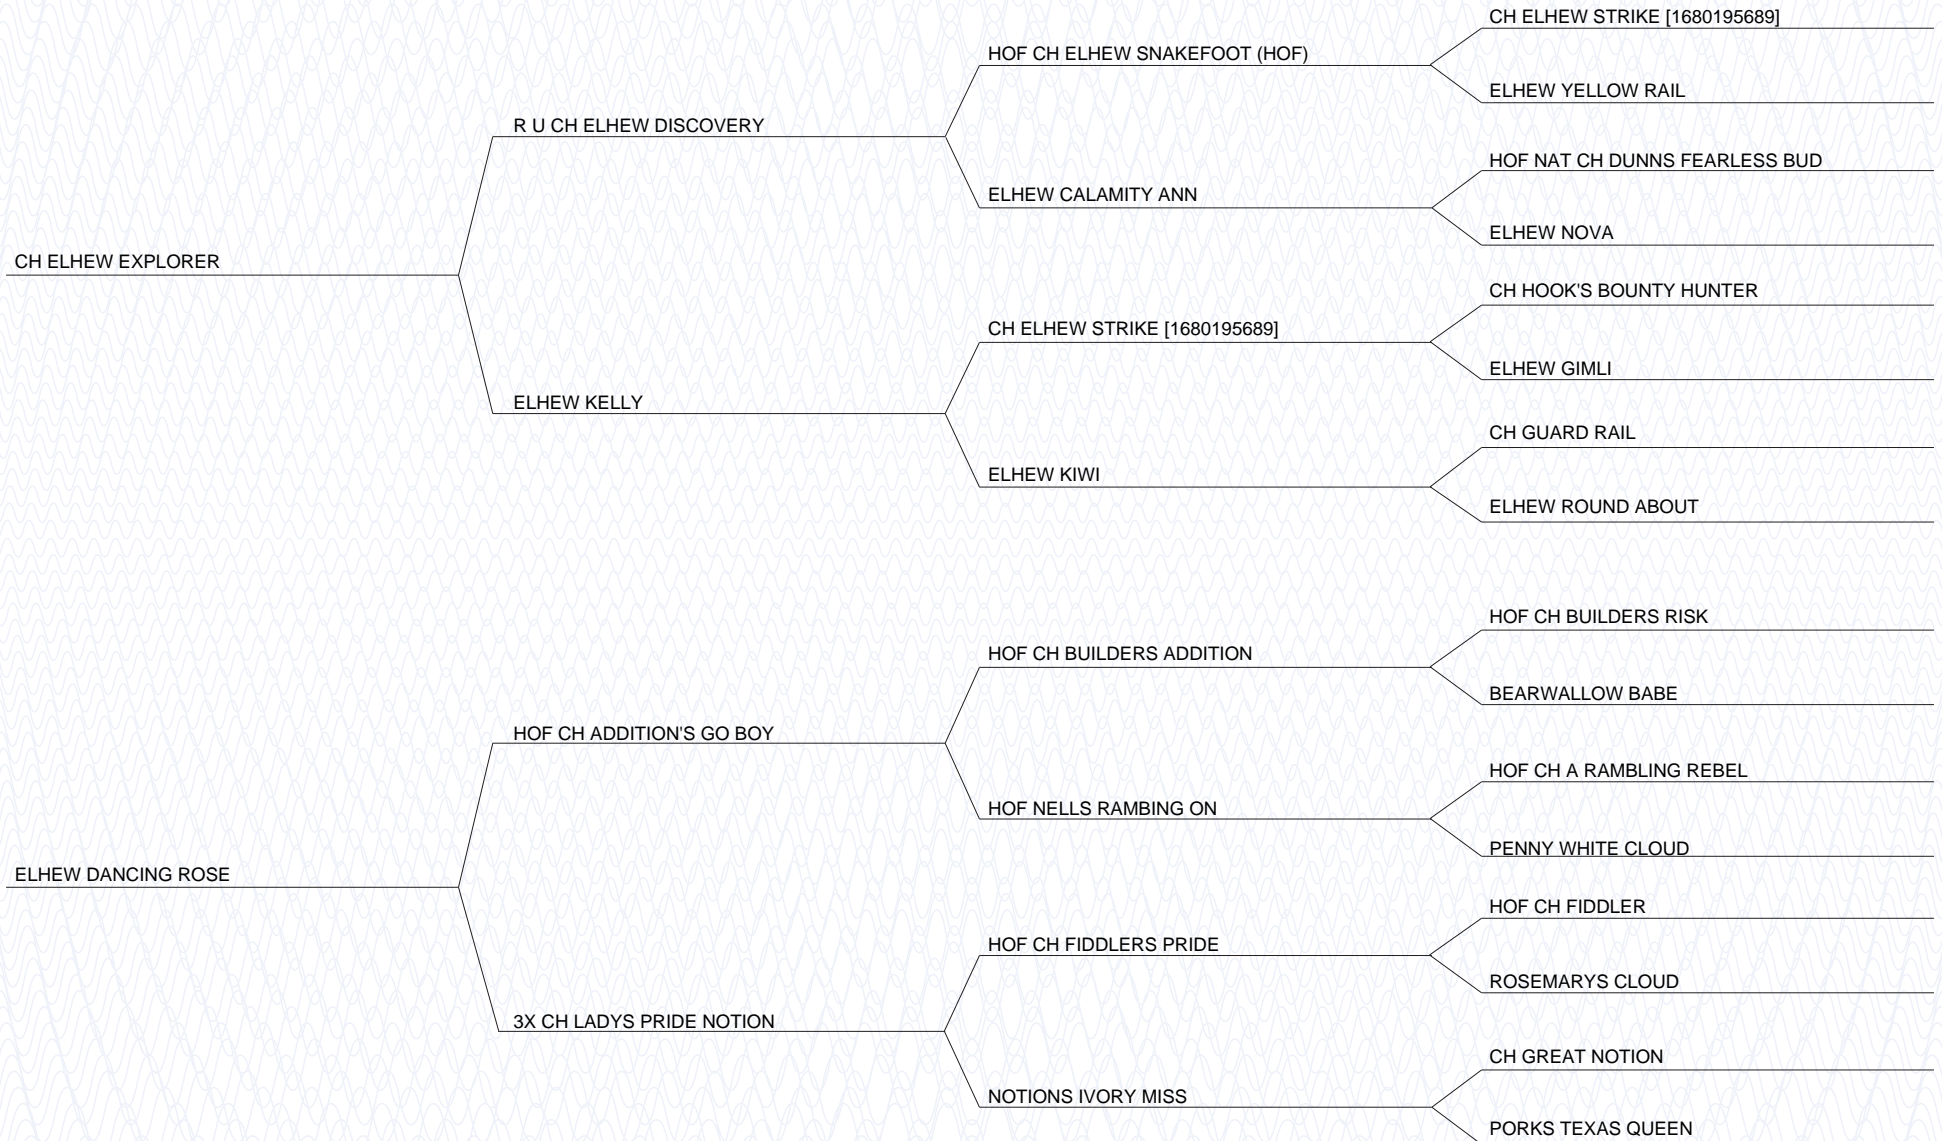 CH ELHEW STRIKE [1680195689]
HOF CH ELHEW SNAKEFOOT (HOF)
ELHEW YELLOW RAIL
R U CH ELHEW DISCOVERY
HOF NAT CH DUNNS FEARLESS BUD
ELHEW CALAMITY ANN
ELHEW NOVA
CH ELHEW EXPLORER
CH HOOK'S BOUNTY HUNTER
CH ELHEW STRIKE [1680195689]
ELHEW GIMLI
ELHEW KELLY
CH GUARD RAIL
ELHEW KIWI
ELHEW ROUND ABOUT
HOF CH BUILDERS RISK
HOF CH BUILDERS ADDITION
BEARWALLOW BABE
HOF CH ADDITION'S GO BOY
HOF CH A RAMBLING REBEL
HOF NELLS RAMBING ON
PENNY WHITE CLOUD
ELHEW DANCING ROSE
HOF CH FIDDLER
HOF CH FIDDLERS PRIDE
ROSEMARYS CLOUD
3X CH LADYS PRIDE NOTION
CH GREAT NOTION
NOTIONS IVORY MISS
PORKS TEXAS QUEEN